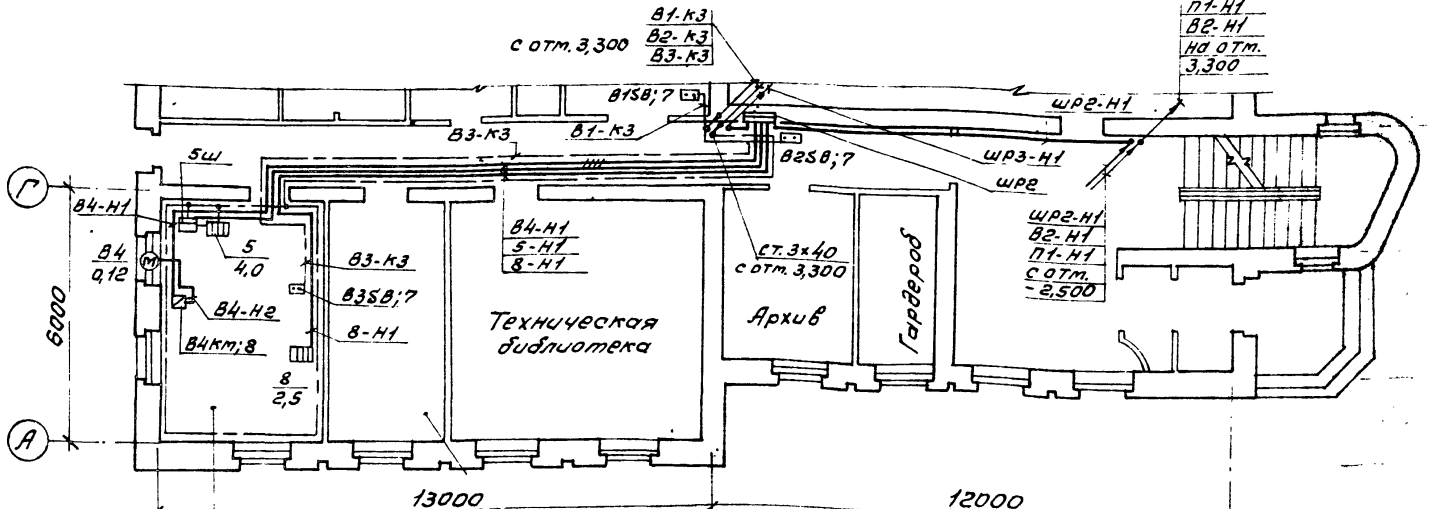 В1-К3
В2-К3
В3-К3
с отм. 3,300
П1-Н1
В2-Н1
на отм.
3,300
В1SВ;7
В3-К3
В1-К3
В2SВ;7
ШР2-Н1
ШР3-Н1
ШР2
5ш
Г
В4-Н1
В4
0,12
М
5
4,0
В3-К3
В3SВ;7
В4-Н2
8-Н1
В4КМ;8
8
2,5
В4-Н1
5-Н1
8-Н1
ст. 3х40
с отм. 3,300
ШР2-Н1
В2-Н1
П1-Н1
с отм.
-2,500
Техническая
библиотека
Архив
Гардероб
6000
А
13000
12000